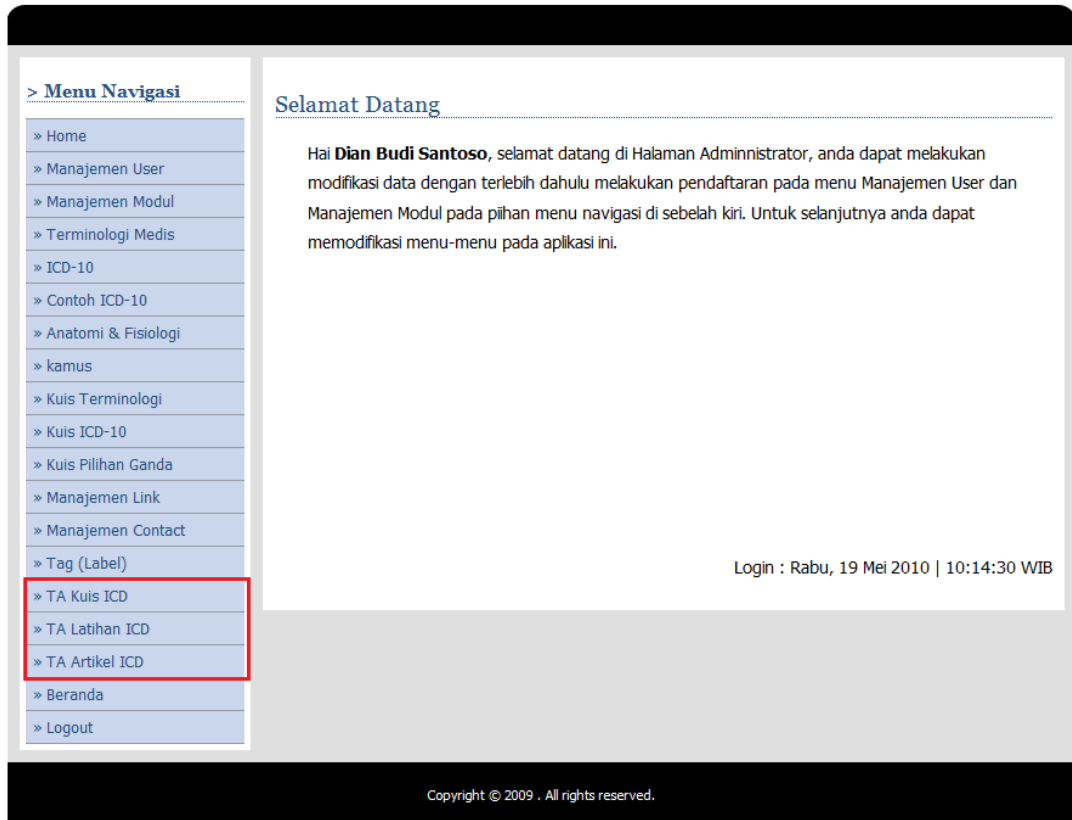 > Menu Navigasi
» Home
» Manajemen User
» Manajemen Modul
» Terminologi Medis
» ICD-10
» Contoh ICD-10
» Anatomi & Fisiologi
» kamus
» Kuis Terminologi
» Kuis ICD-10
» Kuis Pilihan Ganda
» Manajemen Link
» Manajemen Contact
» Tag (Label)
» TA Kuis ICD
» TA Latihan ICD
» TA Artikel ICD
» Beranda
» Logout
Selamat Datang
Hai Dian Budi Santoso, selamat datang di Halaman Adminnistrator, anda dapat melakukan
modifikasi data dengan terlebih dahulu melakukan pendaftaran pada menu Manajemen User dan
Manajemen Modul pada piihan menu navigasi di sebelah kiri. Untuk selanjutnya anda dapat
memodifikasi menu-menu pada aplikasi ini.
Login : Rabu, 19 Mei 2010 | 10:14:30 WIB
Copyright © 2009 . All rights reserved.